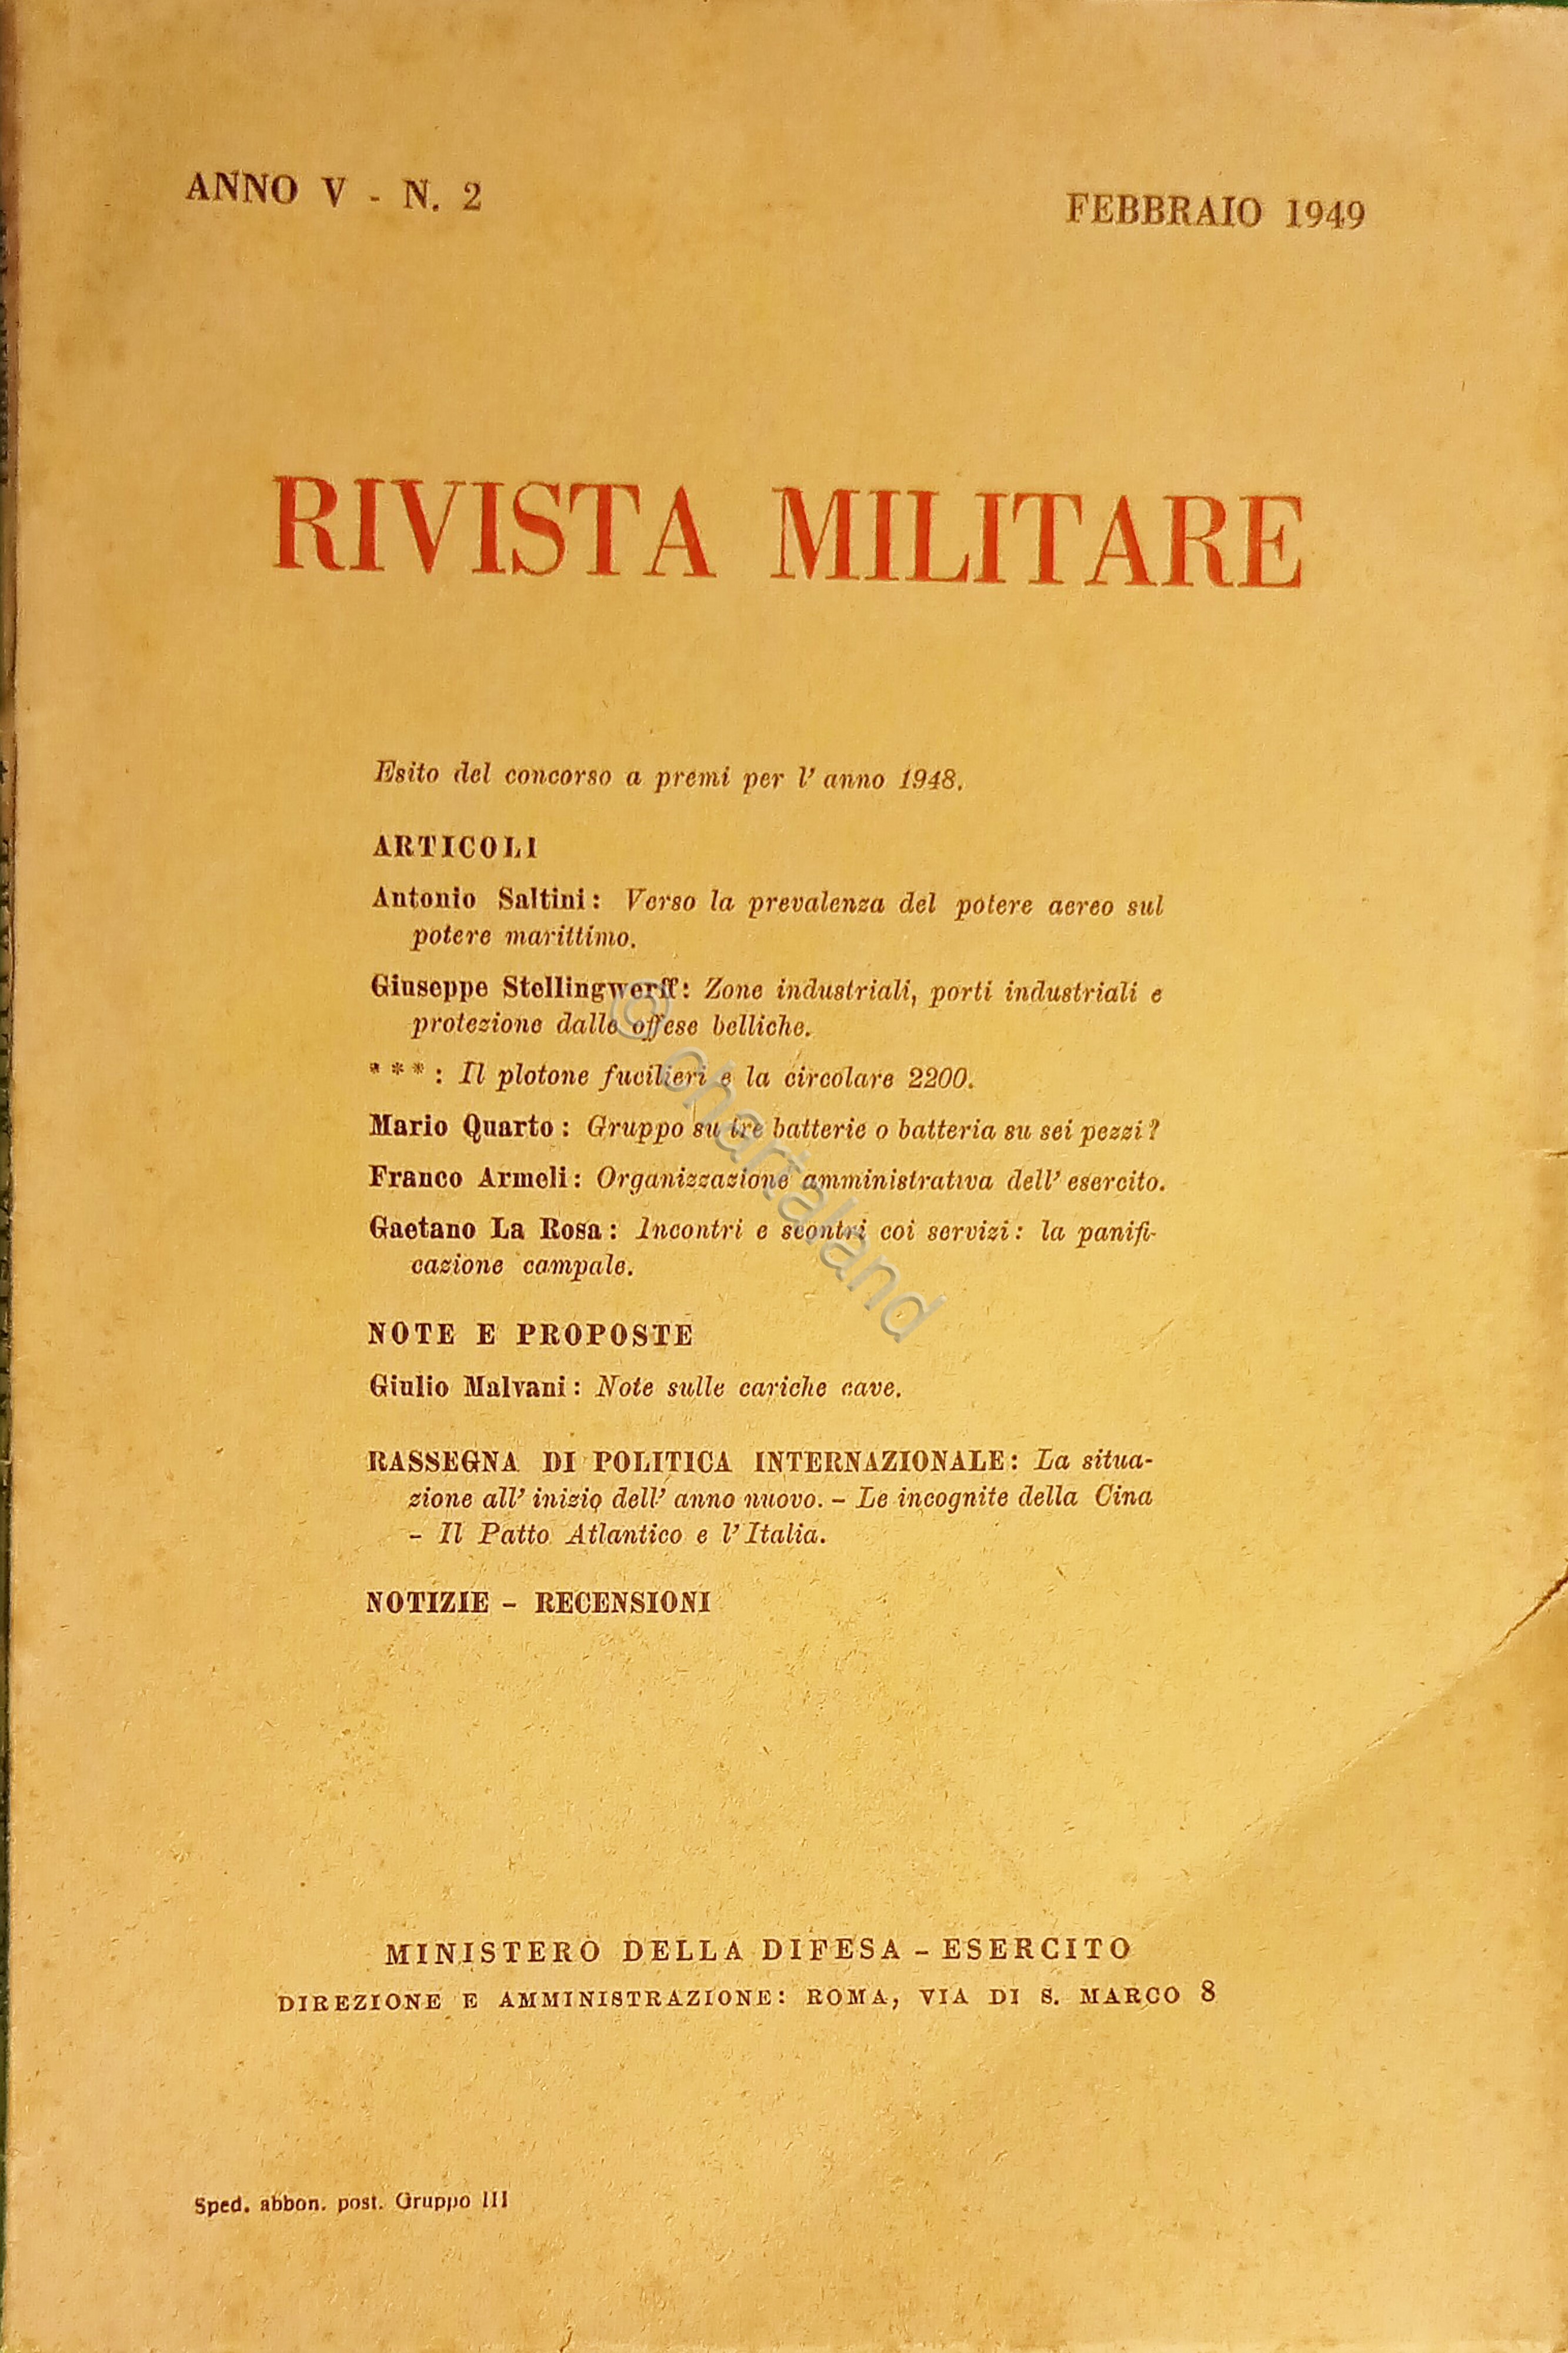 ANNO V - N. 2
FEBBRAIO 1949
RIVISTA MILITARE
Esito del concorso a premi per l' anno 1948.
ARTICOLI
Antonio Saltini: Verso la prevalenza del potere aereo sul
potere marittimo.
Giuseppe Stellingwerff: Zone industriali, porti industriali e
protezione dalle offese belliche.
* * * : Il plotone fucilieri e la circolare 2200.
Mario Quarto: Gruppo su tre batterie o batteria su sei pezzi?
Franco Armeli: Organizzazione amministrativa dell' esercito.
Gaetano La Rosa: Incontri e scontri coi servizi: la panifi-
cazione campale.
NOTE E PROPOSTE
Giulio Malvani: Note sulle cariche cave.
RASSEGNA DI POLITICA INTERNAZIONALE: La situa-
zione all' inizio dell' anno nuovo. - Le incognite della Cina
- Il Patto Atlantico e l' Italia.
NOTIZIE - RECENSIONI
MINISTERO DELLA DIFESA - ESERCITO
DIREZIONE E AMMINISTRAZIONE: ROMA, VIA DI S. MARCO 8
Sped. abbon. post. Gruppo III
© chartaland